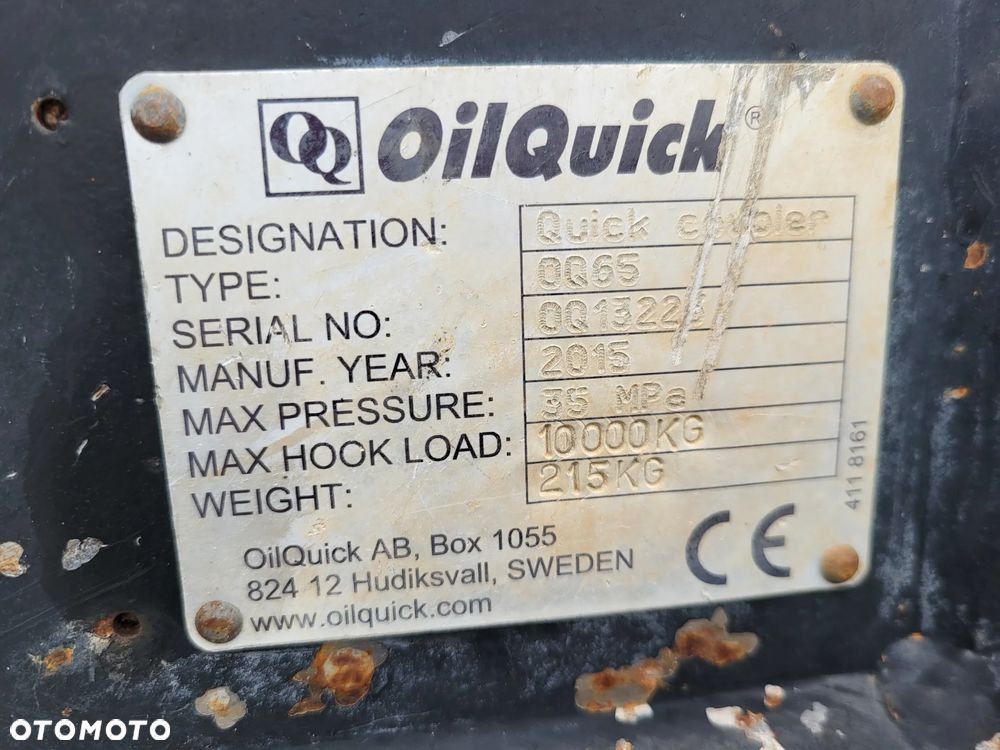 OQ OilQuick®
DESIGNATION: Quick coupler
TYPE: OQ65
SERIAL NO:
MANUF. YEAR: 2015
MAX PRESSURE: 35 MPa
MAX HOOK LOAD: 10000KG
WEIGHT: 215KG
411 8161
OilQuick AB, Box 1055
824 12 Hudiksvall, SWEDEN
www.oilquick.com
CE
OTOMOTO